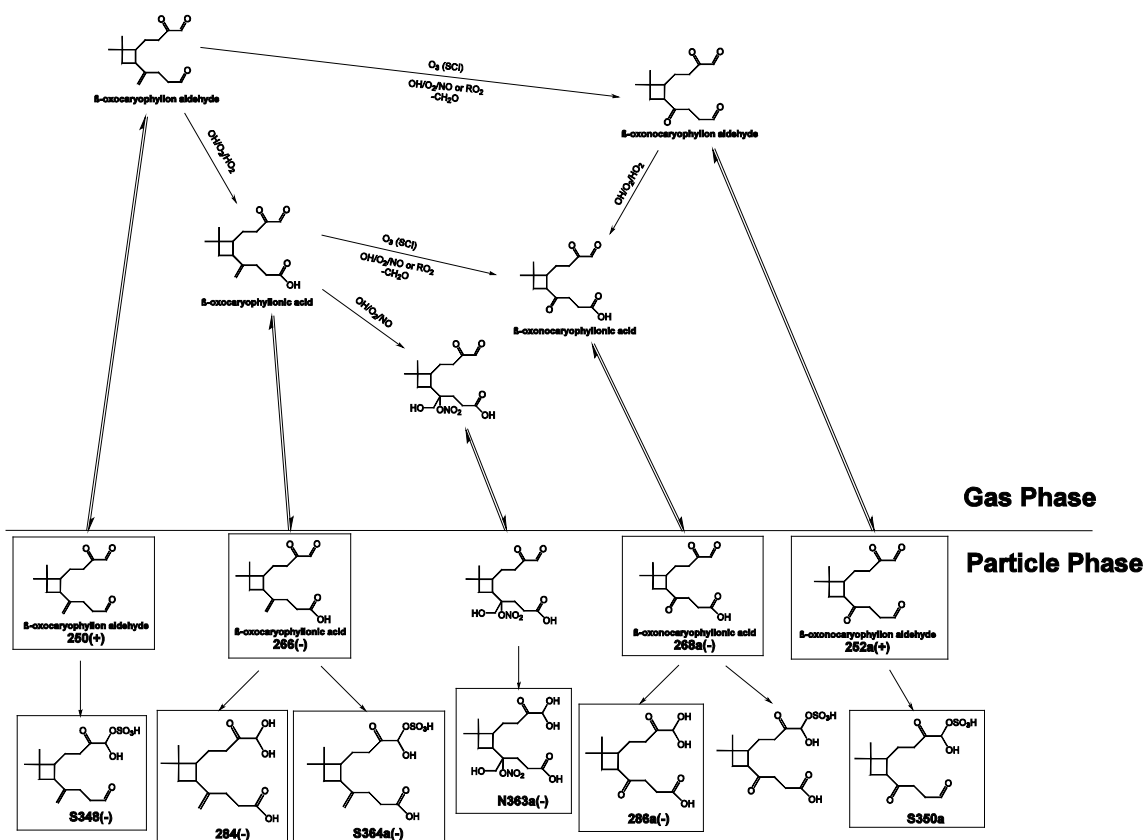 O O
O
ß-oxocaryophyllon aldehyde
O₃ (SCI)
OH/O₂/NO or RO₂
-CH₂O
O O
O O
ß-oxonocaryophyllon aldehyde
OH/O₂/HO₂
OH/O₂/HO₂
O O
O
OH
ß-oxocaryophyllonic acid
O₃ (SCI)
OH/O₂/NO or RO₂
-CH₂O
O O
O O
OH
ß-oxonocaryophyllonic acid
OH/O₂/NO
O O
HO ONO₂ O
OH
Gas Phase
Particle Phase
O O
O
ß-oxocaryophyllon aldehyde
250(+)
O O
O
OH
ß-oxocaryophyllonic acid
266(-)
O O
HO ONO₂ O
OH
O O
O O
OH
ß-oxonocaryophyllonic acid
268a(-)
O O
O O
ß-oxonocaryophyllon aldehyde
252a(+)
O OSO₃H
OH
O
S348(-)
O OH
OH
O
OH
284(-)
O OSO₃H
OH
O
OH
S364a(-)
O OH
OH
HO ONO₂ O
OH
N363a(-)
O OH
OH
O O
OH
286a(-)
O OSO₃H
OH
O O
OH
O OSO₃H
OH
O O
S350a